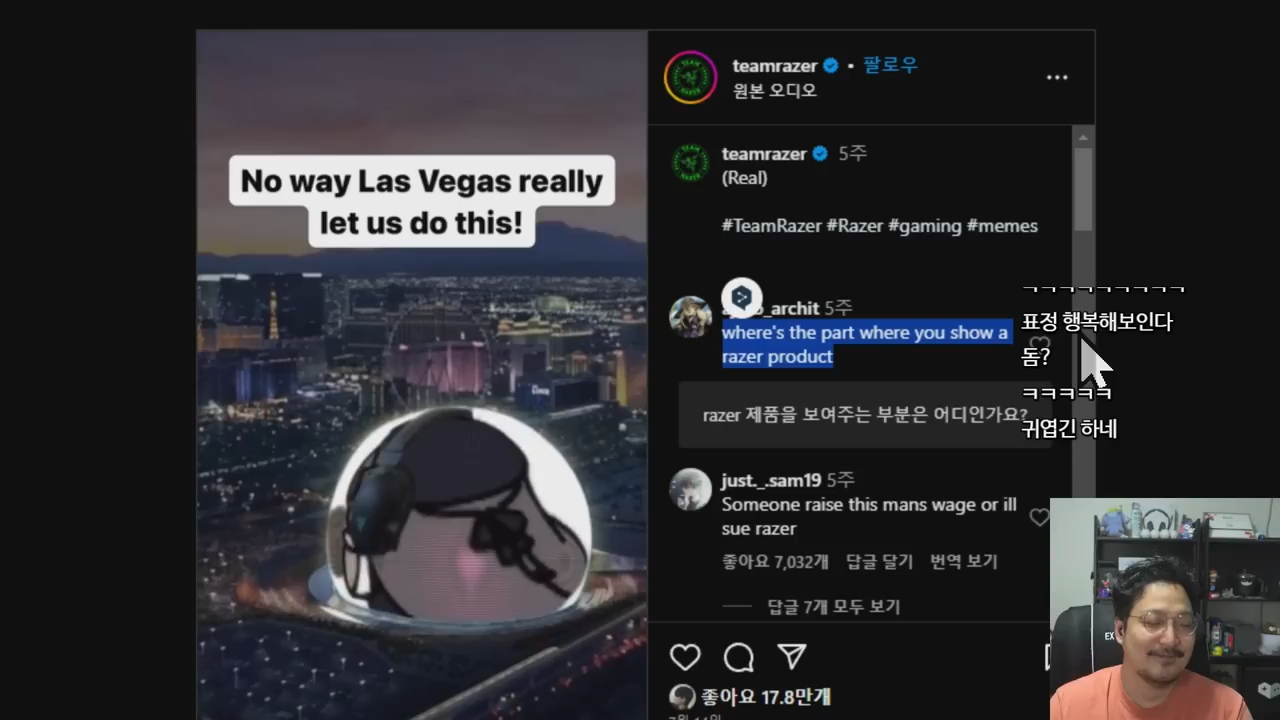 No way Las Vegas really
let us do this!
teamrazer • 팔로우
원본 오디오
teamrazer 5주
(Real)
#TeamRazer #Razer #gaming #memes
_archit 5주
where's the part where you show a
razer product
razer 제품을 보여주는 부분은 어디인가요?
just._.sam19 5주
Someone raise this mans wage or ill
sue razer
좋아요 7,032개 답글 달기 번역 보기
답글 7개 모두 보기
좋아요 17.8만개
ㅋㅋㅋㅋㅋㅋㅋㅋㅋ
표정 행복해보인다
돔?
ㅋㅋㅋㅋㅋ
귀엽긴 하네